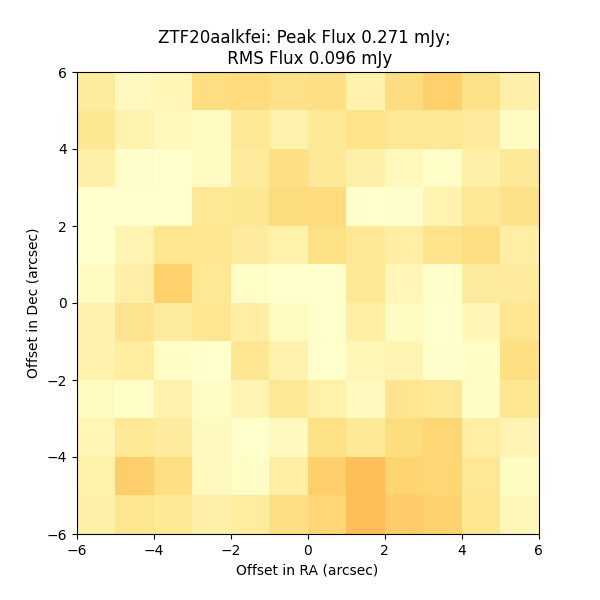 ZTF20aalkfei: Peak Flux 0.271 mJy;
RMS Flux 0.096 mJy
6
4
2
0
−2
−4
−6
Offset in Dec (arcsec)
−6 −4 −2 0 2 4 6
Offset in RA (arcsec)